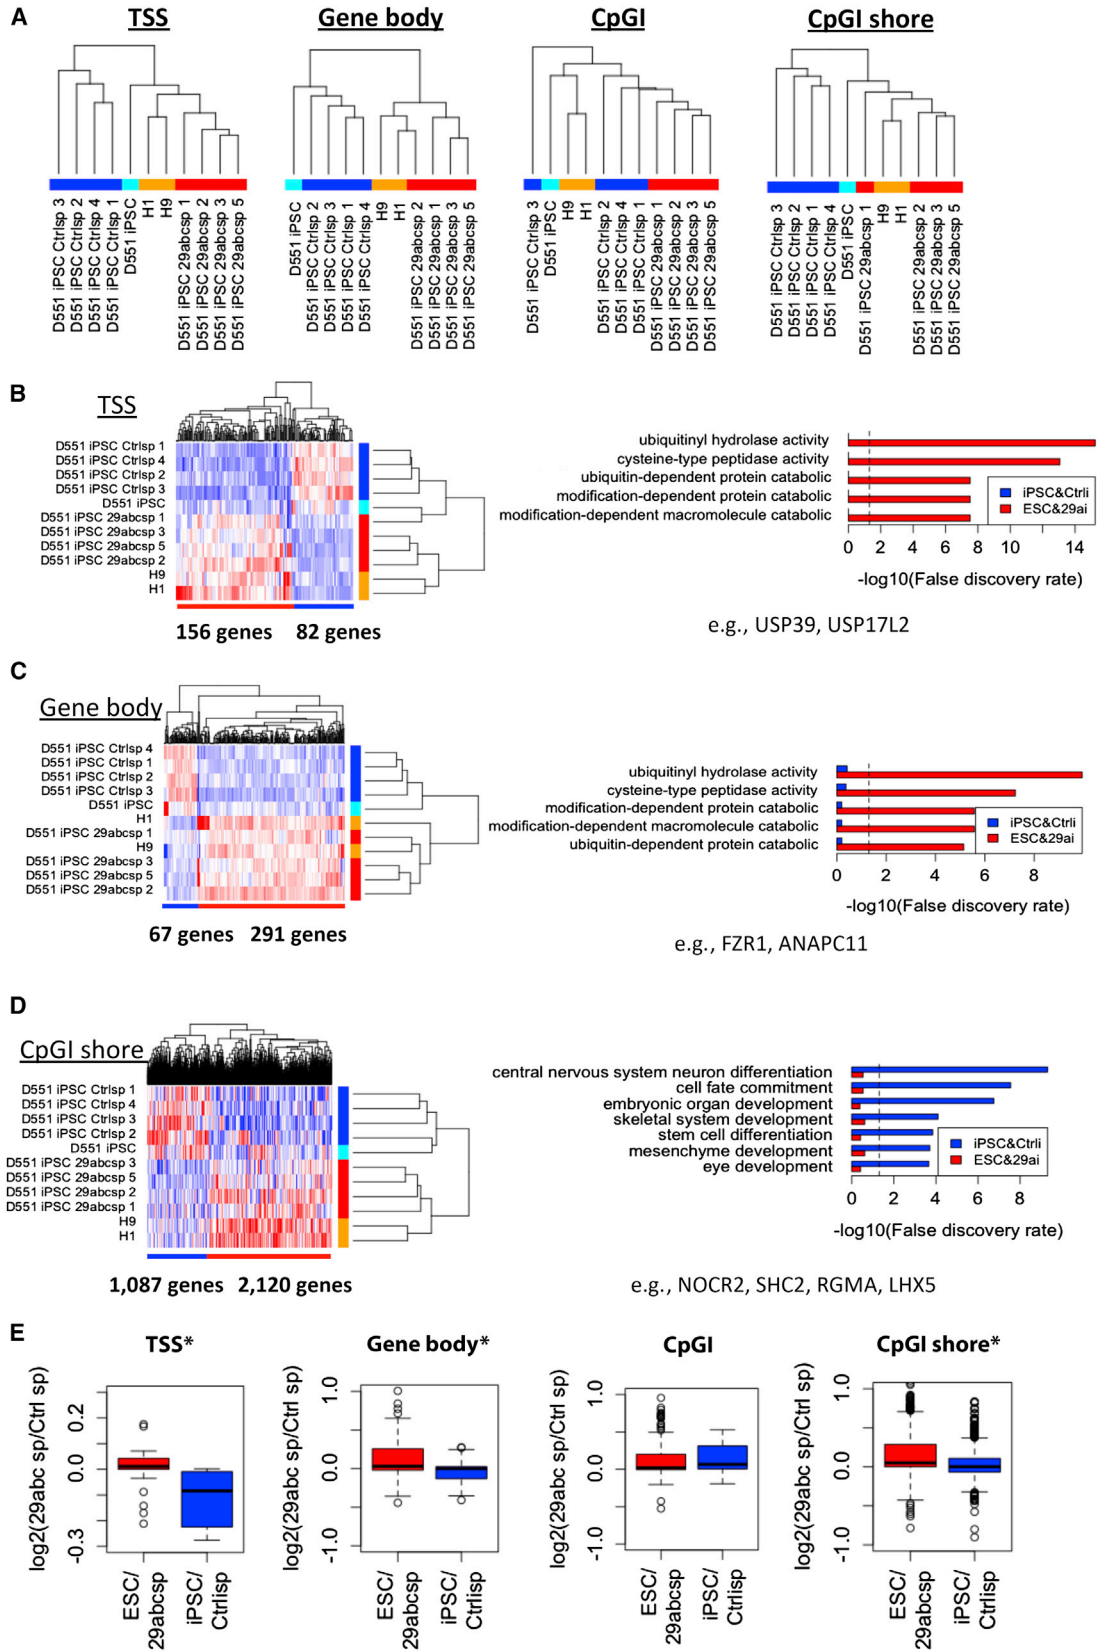 A
TSS
Gene body
CpGI
CpGI shore
D551 iPSC Ctrlsp 3
D551 iPSC Ctrlsp 2
D551 iPSC Ctrlsp 4
D551 iPSC Ctrlsp 1
D551 iPSC
H1
H9
D551 iPSC 29abcsp 1
D551 iPSC 29abcsp 2
D551 iPSC 29abcsp 3
D551 iPSC 29abcsp 5
D551 iPSC
D551 iPSC Ctrlsp 2
D551 iPSC Ctrlsp 3
D551 iPSC Ctrlsp 1
D551 iPSC Ctrlsp 4
H9
H1
D551 iPSC 29abcsp 2
D551 iPSC 29abcsp 1
D551 iPSC 29abcsp 3
D551 iPSC 29abcsp 5
D551 iPSC Ctrlsp 3
D551 iPSC
H9
H1
D551 iPSC Ctrlsp 2
D551 iPSC Ctrlsp 4
D551 iPSC Ctrlsp 1
D551 iPSC 29abcsp 1
D551 iPSC 29abcsp 2
D551 iPSC 29abcsp 3
D551 iPSC 29abcsp 5
D551 iPSC Ctrlsp 3
D551 iPSC Ctrlsp 2
D551 iPSC Ctrlsp 1
D551 iPSC Ctrlsp 4
D551 iPSC
D551 iPSC 29abcsp 1
H9
H1
D551 iPSC 29abcsp 2
D551 iPSC 29abcsp 3
D551 iPSC 29abcsp 5
B
TSS
D551 iPSC Ctrlsp 1
D551 iPSC Ctrlsp 4
D551 iPSC Ctrlsp 2
D551 iPSC Ctrlsp 3
D551 iPSC
D551 iPSC 29abcsp 1
D551 iPSC 29abcsp 3
D551 iPSC 29abcsp 5
D551 iPSC 29abcsp 2
H9
H1
156 genes 82 genes
ubiquitinyl hydrolase activity
cysteine-type peptidase activity
ubiquitin-dependent protein catabolic
modification-dependent protein catabolic
modification-dependent macromolecule catabolic
iPSC&Ctrli
ESC&29ai
0 2 4 6 8 10 14
-log10(False discovery rate)
e.g., USP39, USP17L2
C
Gene body
D551 iPSC Ctrlsp 4
D551 iPSC Ctrlsp 1
D551 iPSC Ctrlsp 2
D551 iPSC Ctrlsp 3
D551 iPSC
H1
D551 iPSC 29abcsp 1
H9
D551 iPSC 29abcsp 3
D551 iPSC 29abcsp 5
D551 iPSC 29abcsp 2
67 genes 291 genes
ubiquitinyl hydrolase activity
cysteine-type peptidase activity
modification-dependent protein catabolic
modification-dependent macromolecule catabolic
ubiquitin-dependent protein catabolic
iPSC&Ctrli
ESC&29ai
0 2 4 6 8
-log10(False discovery rate)
e.g., FZR1, ANAPC11
D
CpGI shore
D551 iPSC Ctrlsp 1
D551 iPSC Ctrlsp 4
D551 iPSC Ctrlsp 3
D551 iPSC Ctrlsp 2
D551 iPSC
D551 iPSC 29abcsp 3
D551 iPSC 29abcsp 5
D551 iPSC 29abcsp 2
D551 iPSC 29abcsp 1
H9
H1
1,087 genes 2,120 genes
central nervous system neuron differentiation
cell fate commitment
embryonic organ development
skeletal system development
stem cell differentiation
mesenchyme development
eye development
iPSC&Ctrli
ESC&29ai
0 2 4 6 8
-log10(False discovery rate)
e.g., NOCR2, SHC2, RGMA, LHX5
E
TSS*
log2(29abc sp/Ctrl sp)
0.2
0.0
-0.3
ESC/
29abcsp
iPSC/
Ctrlisp
Gene body*
log2(29abc sp/Ctrl sp)
1.0
0.0
-1.0
ESC/
29abcsp
iPSC/
Ctrlisp
CpGI
log2(29abc sp/Ctrl sp)
1.0
0.0
-1.0
ESC/
29abcsp
iPSC/
Ctrlisp
CpGI shore*
log2(29abc sp/Ctrl sp)
1.0
0.0
-1.0
ESC/
29abcsp
iPSC/
Ctrlisp